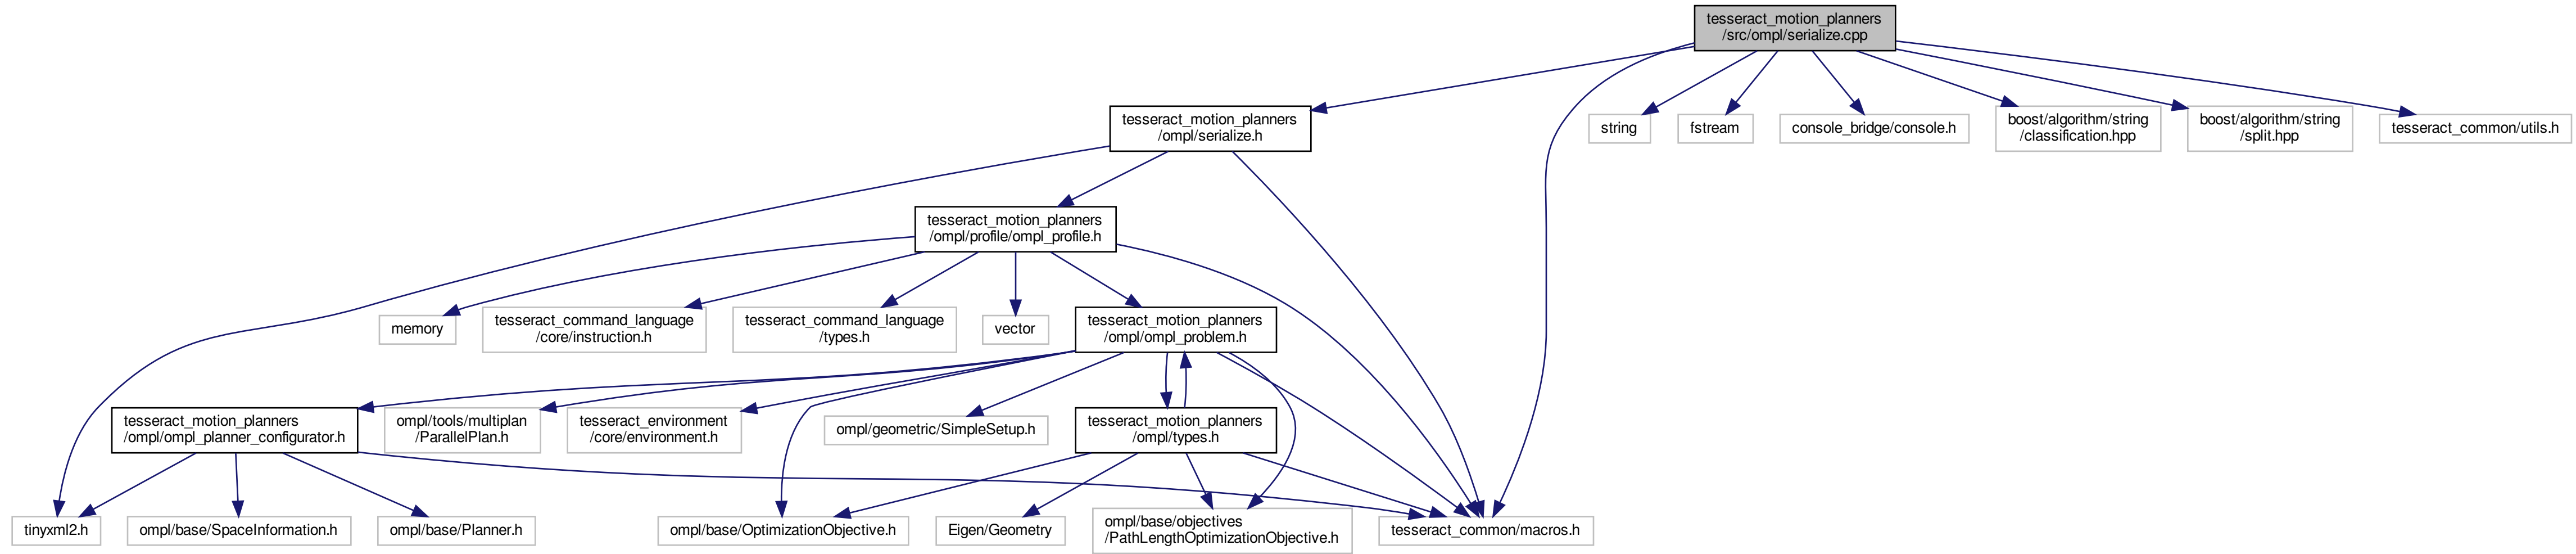 tesseract_motion_planners
/src/ompl/serialize.cpp
tesseract_motion_planners
/ompl/serialize.h
string
fstream
console_bridge/console.h
boost/algorithm/string
/classification.hpp
boost/algorithm/string
/split.hpp
tesseract_common/utils.h
tesseract_motion_planners
/ompl/profile/ompl_profile.h
memory
tesseract_command_language
/core/instruction.h
tesseract_command_language
/types.h
vector
tesseract_motion_planners
/ompl/ompl_problem.h
tesseract_motion_planners
/ompl/ompl_planner_configurator.h
ompl/tools/multiplan
/ParallelPlan.h
tesseract_environment
/core/environment.h
ompl/geometric/SimpleSetup.h
tesseract_motion_planners
/ompl/types.h
tinyxml2.h
ompl/base/SpaceInformation.h
ompl/base/Planner.h
ompl/base/OptimizationObjective.h
Eigen/Geometry
ompl/base/objectives
/PathLengthOptimizationObjective.h
tesseract_common/macros.h